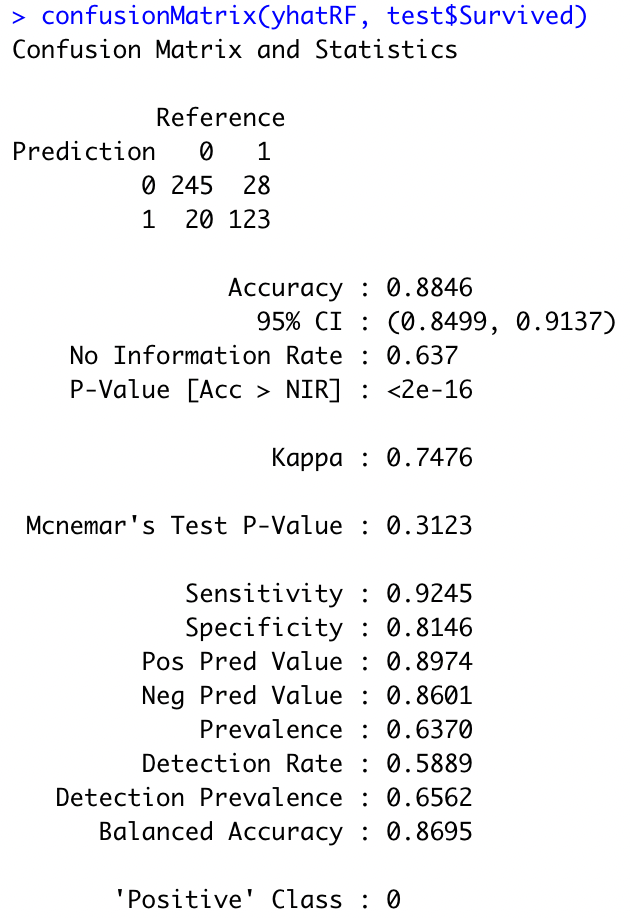 > confusionMatrix(yhatRF, test$Survived)
Confusion Matrix and Statistics

          Reference
Prediction   0   1
         0 245  28
         1  20 123

               Accuracy : 0.8846
                 95% CI : (0.8499, 0.9137)
    No Information Rate : 0.637
    P-Value [Acc > NIR] : <2e-16

                  Kappa : 0.7476

 Mcnemar's Test P-Value : 0.3123

            Sensitivity : 0.9245
            Specificity : 0.8146
         Pos Pred Value : 0.8974
         Neg Pred Value : 0.8601
             Prevalence : 0.6370
         Detection Rate : 0.5889
   Detection Prevalence : 0.6562
      Balanced Accuracy : 0.8695

       'Positive' Class : 0